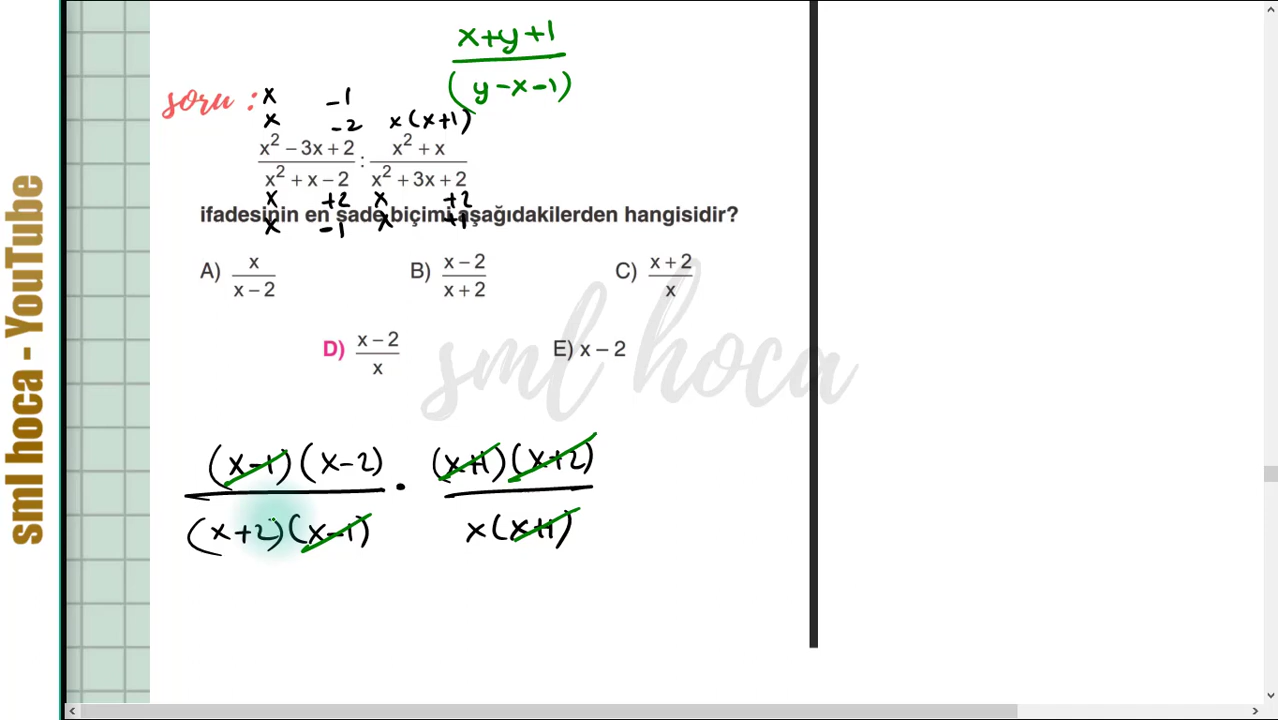 sml hoca - YouTube
x+y+1
(y-x-1)
soru : x -1
x -2 x(x+1)
x² − 3x + 2 : x² + x
x² + x − 2 x² + 3x + 2
x +2 x +2
ifadesinin en sade biçimi aşağıdakilerden hangisidir?
x -1 x +1
A) x / x − 2 B) x − 2 / x + 2 C) x + 2 / x
D) x − 2 / x E) x − 2
sml hoca
(x-1)(x-2) . (x+1)(x+2)
(x+2)(x-1) x(x+1)